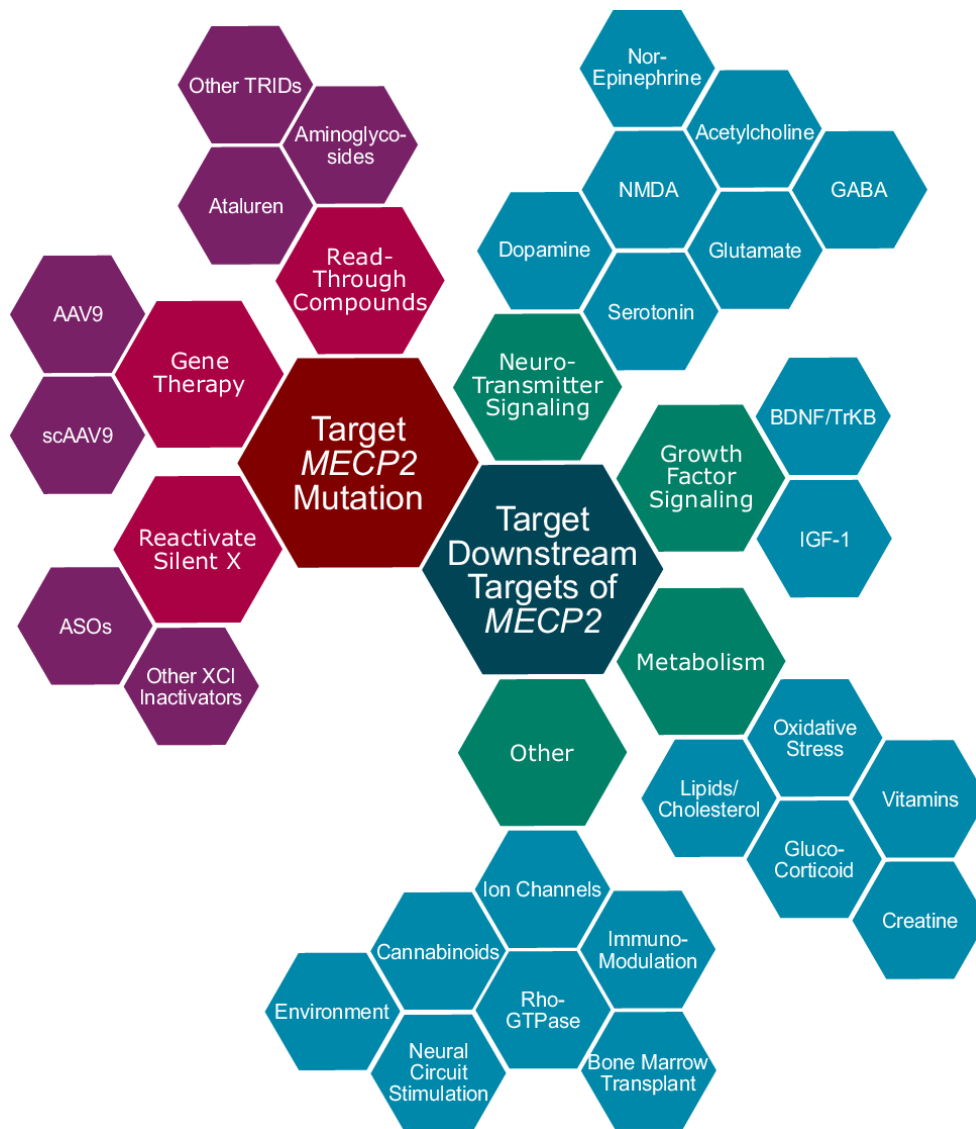 Other TRIDs
Aminoglyco-
sides
Ataluren
Read-
Through
Compounds
AAV9
Gene
Therapy
scAAV9
Target
MECP2
Mutation
Reactivate
Silent X
ASOs
Other XCI
Inactivators
Nor-
Epinephrine
Acetylcholine
NMDA
GABA
Dopamine
Glutamate
Serotonin
Neuro-
Transmitter
Signaling
BDNF/TrKB
Growth
Factor
Signaling
IGF-1
Target
Downstream
Targets of
MECP2
Metabolism
Oxidative
Stress
Lipids/
Cholesterol
Vitamins
Gluco-
Corticoid
Creatine
Other
Ion Channels
Cannabinoids
Immuno-
Modulation
Environment
Rho-
GTPase
Neural
Circuit
Stimulation
Bone Marrow
Transplant